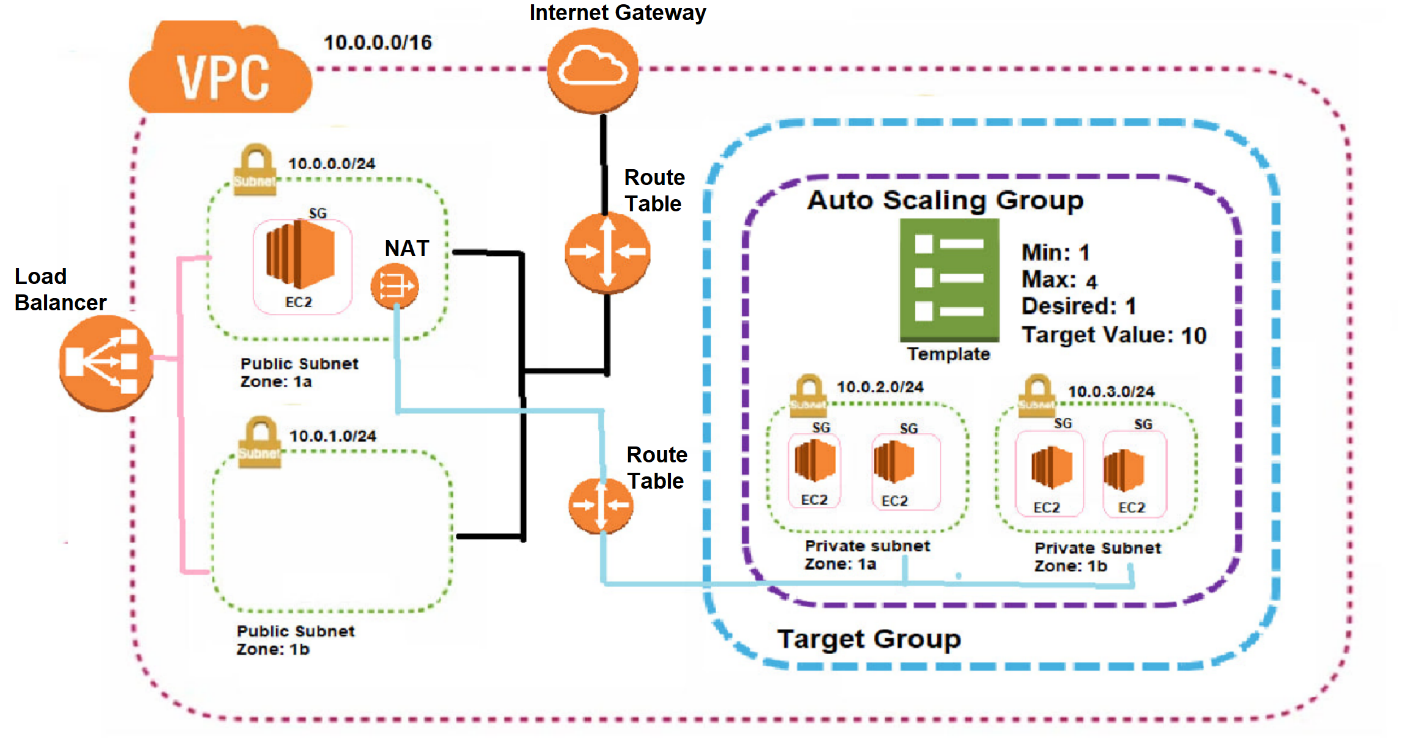 Internet Gateway
10.0.0.0/16
VPC
10.0.0.0/24
Subnet
SG
EC2
NAT
Public Subnet
Zone: 1a
Load
Balancer
10.0.1.0/24
Subnet
Public Subnet
Zone: 1b
Route
Table
Route
Table
Auto Scaling Group
Min: 1
Max: 4
Desired: 1
Target Value: 10
Template
10.0.2.0/24
Subnet
SG
EC2
SG
EC2
Private subnet
Zone: 1a
10.0.3.0/24
Subnet
SG
EC2
SG
EC2
Private Subnet
Zone: 1b
Target Group